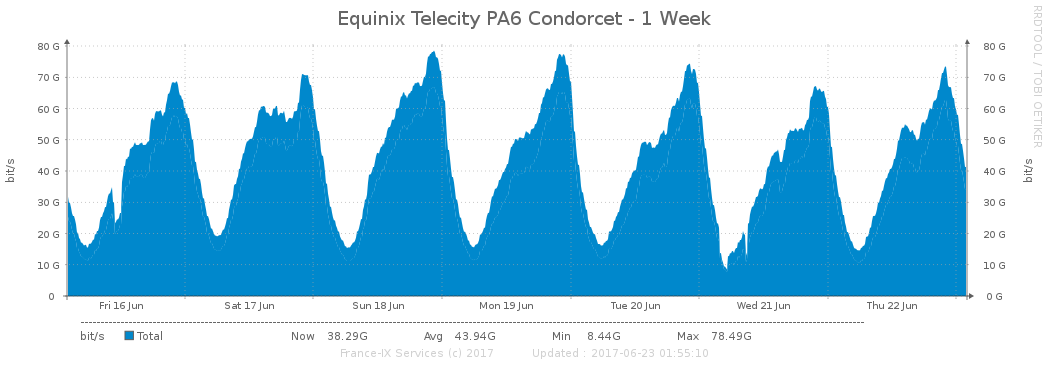 Equinix Telecity PA6 Condorcet - 1 Week
RRDTOOL / TOBI OETIKER
bit/s
80 G
70 G
60 G
50 G
40 G
30 G
20 G
10 G
0
80 G
70 G
60 G
50 G
40 G
30 G
20 G
10 G
0 G
bit/s
Fri 16 Jun Sat 17 Jun Sun 18 Jun Mon 19 Jun Tue 20 Jun Wed 21 Jun Thu 22 Jun
bit/s Total Now 38.29G Avg 43.94G Min 8.44G Max 78.49G
France-IX Services (c) 2017 Updated : 2017-06-23 01:55:10